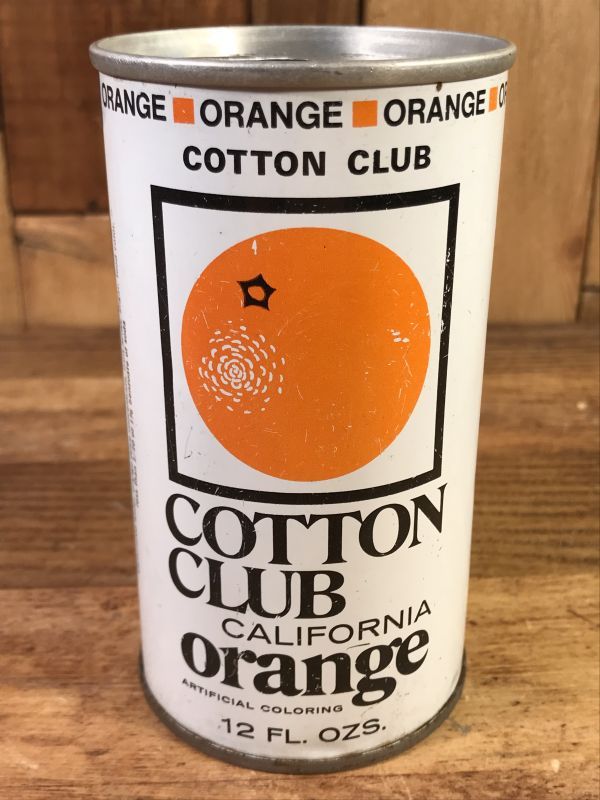 ORANGE ORANGE ORANGE
COTTON CLUB
COTTON
CLUB
CALIFORNIA
orange
ARTIFICIAL COLORING
12 FL. OZS.